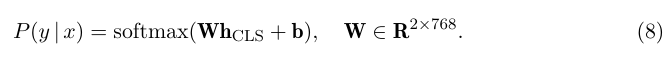 P(y | x) = softmax(Wh_CLS + b), W ∈ R^{2×768}. (8)